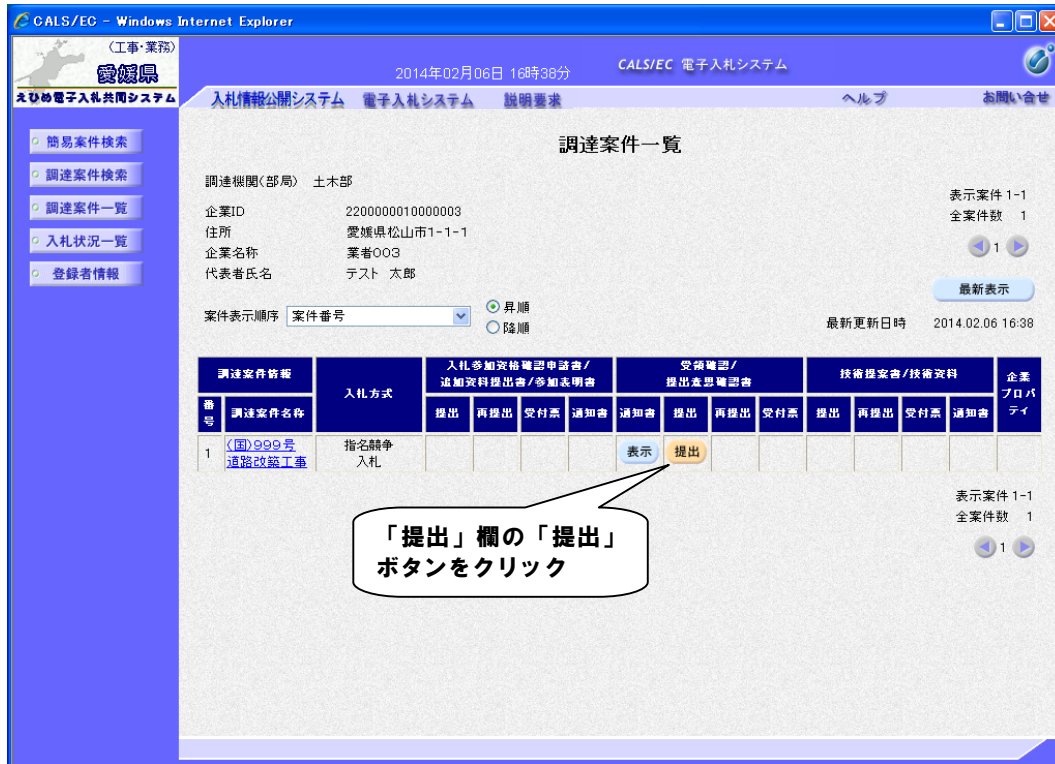 CALS/EC - Windows Internet Explorer
(工事・業務)
愛媛県
えひめ電子入札共同システム
2014年02月06日 16時38分
CALS/EC 電子入札システム
入札情報公開システム 電子入札システム 説明要求 ヘルプ お問い合せ
簡易案件検索
調達案件検索
調達案件一覧
入札状況一覧
登録者情報
調達案件一覧
調達機関(部局) 土木部
企業ID 2200000010000003
住所 愛媛県松山市1-1-1
企業名称 業者003
代表者氏名 テスト 太郎
表示案件 1-1
全案件数 1
1
最新表示
案件表示順序 案件番号
昇順
降順
最新更新日時 2014.02.06 16:38
調達案件情報 入札方式 入札参加資格確認申請書/追加資料提出書/参加表明書 受領確認/提出意思確認書 技術提案書/技術資料 企業プロパティ
番号 調達案件名称 提出 再提出 受付票 通知書 通知書 提出 再提出 受付票 提出 再提出 受付票 通知書
1 (国)999号 指名競争 表示 提出
道路改築工事 入札
表示案件 1-1
全案件数 1
1
「提出」欄の「提出」
ボタンをクリック